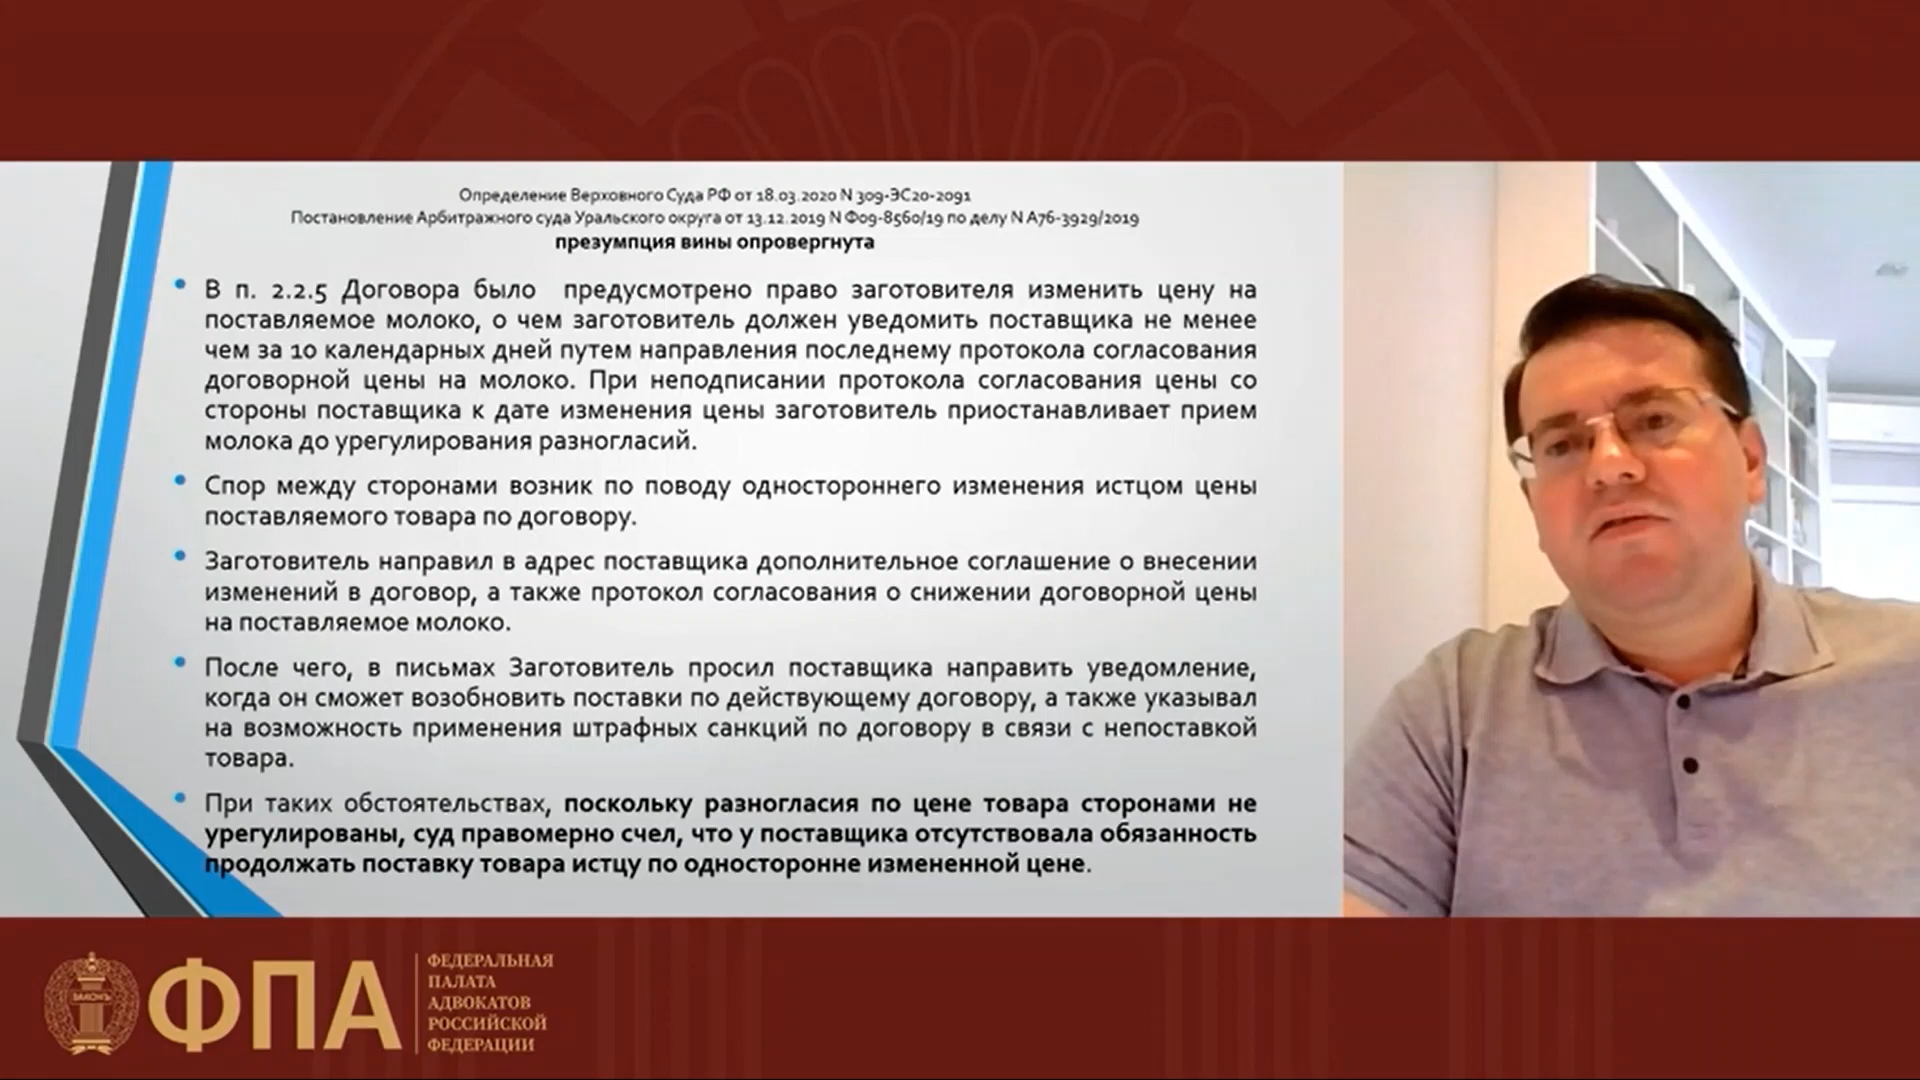 Определение Верховного Суда РФ от 18.03.2020 N 309-ЭС20-2091
Постановление Арбитражного суда Уральского округа от 13.12.2019 N Ф09-8560/19 по делу N А76-3929/2019
презумпция вины опровергнута
• В п. 2.2.5 Договора было предусмотрено право заготовителя изменить цену на
поставляемое молоко, о чем заготовитель должен уведомить поставщика не менее
чем за 10 календарных дней путем направления последнему протокола согласования
договорной цены на молоко. При неподписании протокола согласования цены со
стороны поставщика к дате изменения цены заготовитель приостанавливает прием
молока до урегулирования разногласий.
• Спор между сторонами возник по поводу одностороннего изменения истцом цены
поставляемого товара по договору.
• Заготовитель направил в адрес поставщика дополнительное соглашение о внесении
изменений в договор, а также протокол согласования о снижении договорной цены
на поставляемое молоко.
• После чего, в письмах Заготовитель просил поставщика направить уведомление,
когда он сможет возобновить поставки по действующему договору, а также указывал
на возможность применения штрафных санкций по договору в связи с непоставкой
товара.
• При таких обстоятельствах, поскольку разногласия по цене товара сторонами не
урегулированы, суд правомерно счел, что у поставщика отсутствовала обязанность
продолжать поставку товара истцу по односторонне измененной цене.
ЗАКОНЪ
ФПА
ФЕДЕРАЛЬНАЯ
ПАЛАТА
АДВОКАТОВ
РОССИЙСКОЙ
ФЕДЕРАЦИИ